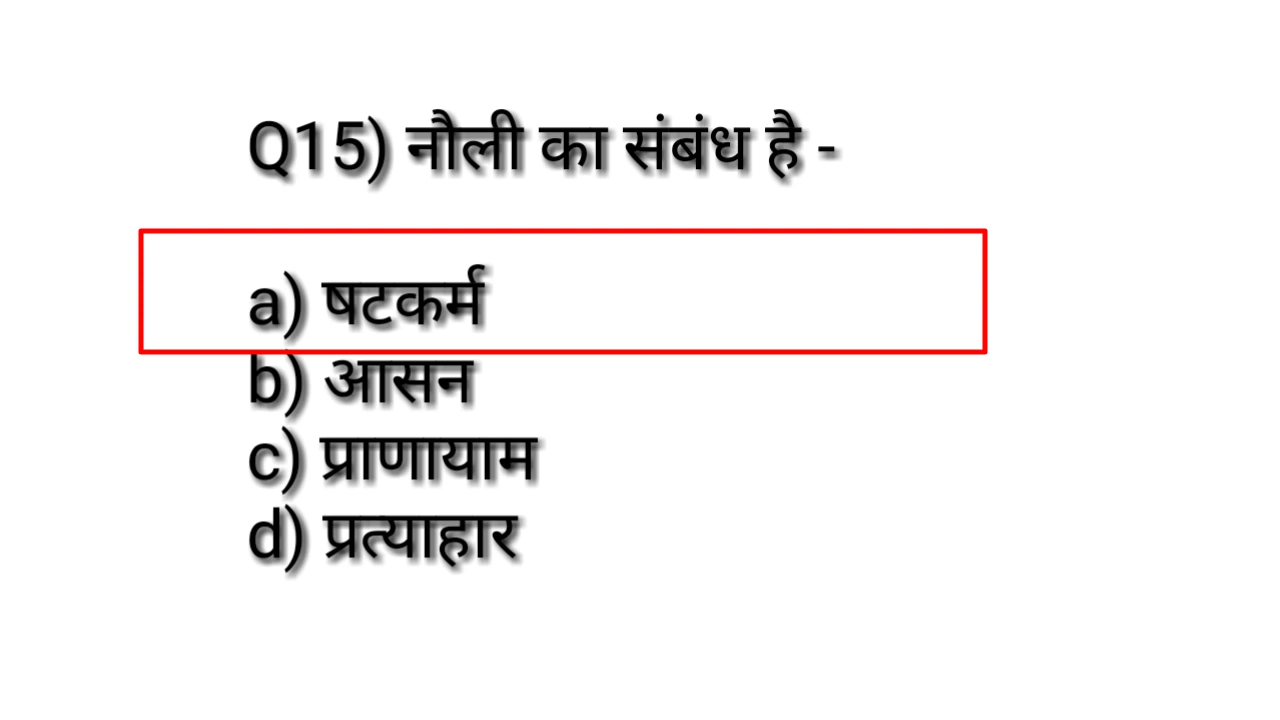 Q15) नौली का संबंध है -
a) षटकर्म
b) आसन
c) प्राणायाम
d) प्रत्याहार